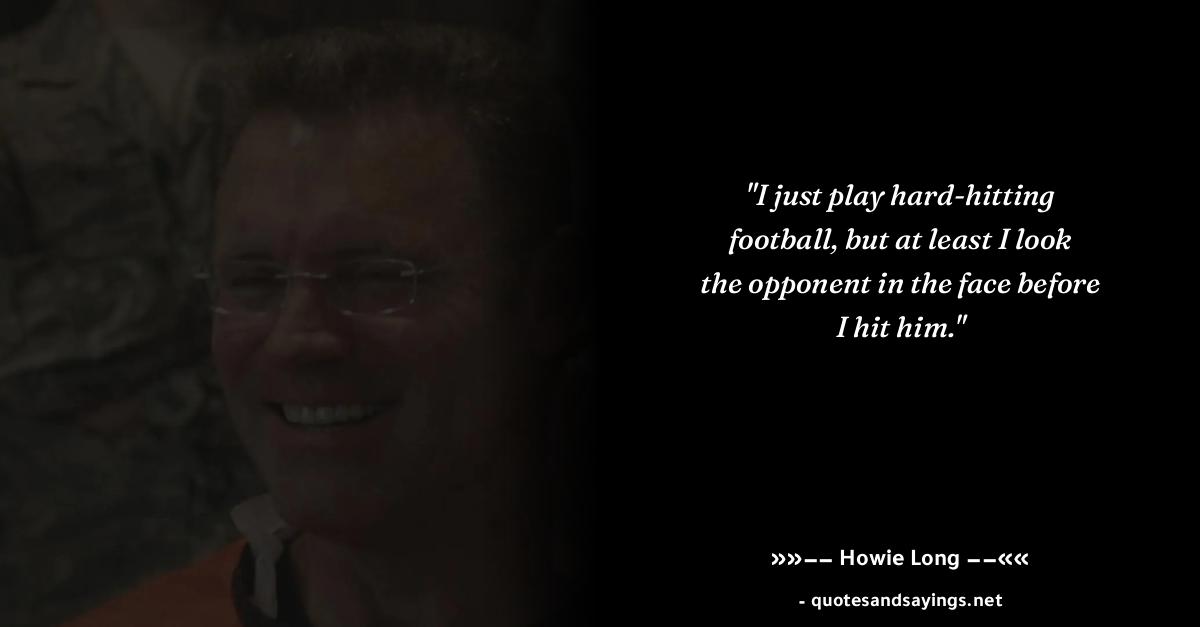 "I just play hard-hitting
football, but at least I look
the opponent in the face before
I hit him."
»»−− Howie Long −−««
- quotesandsayings.net